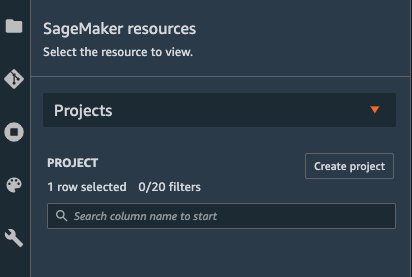 SageMaker resources
Select the resource to view.
Projects
PROJECT
Create project
1 row selected 0/20 filters
Search column name to start